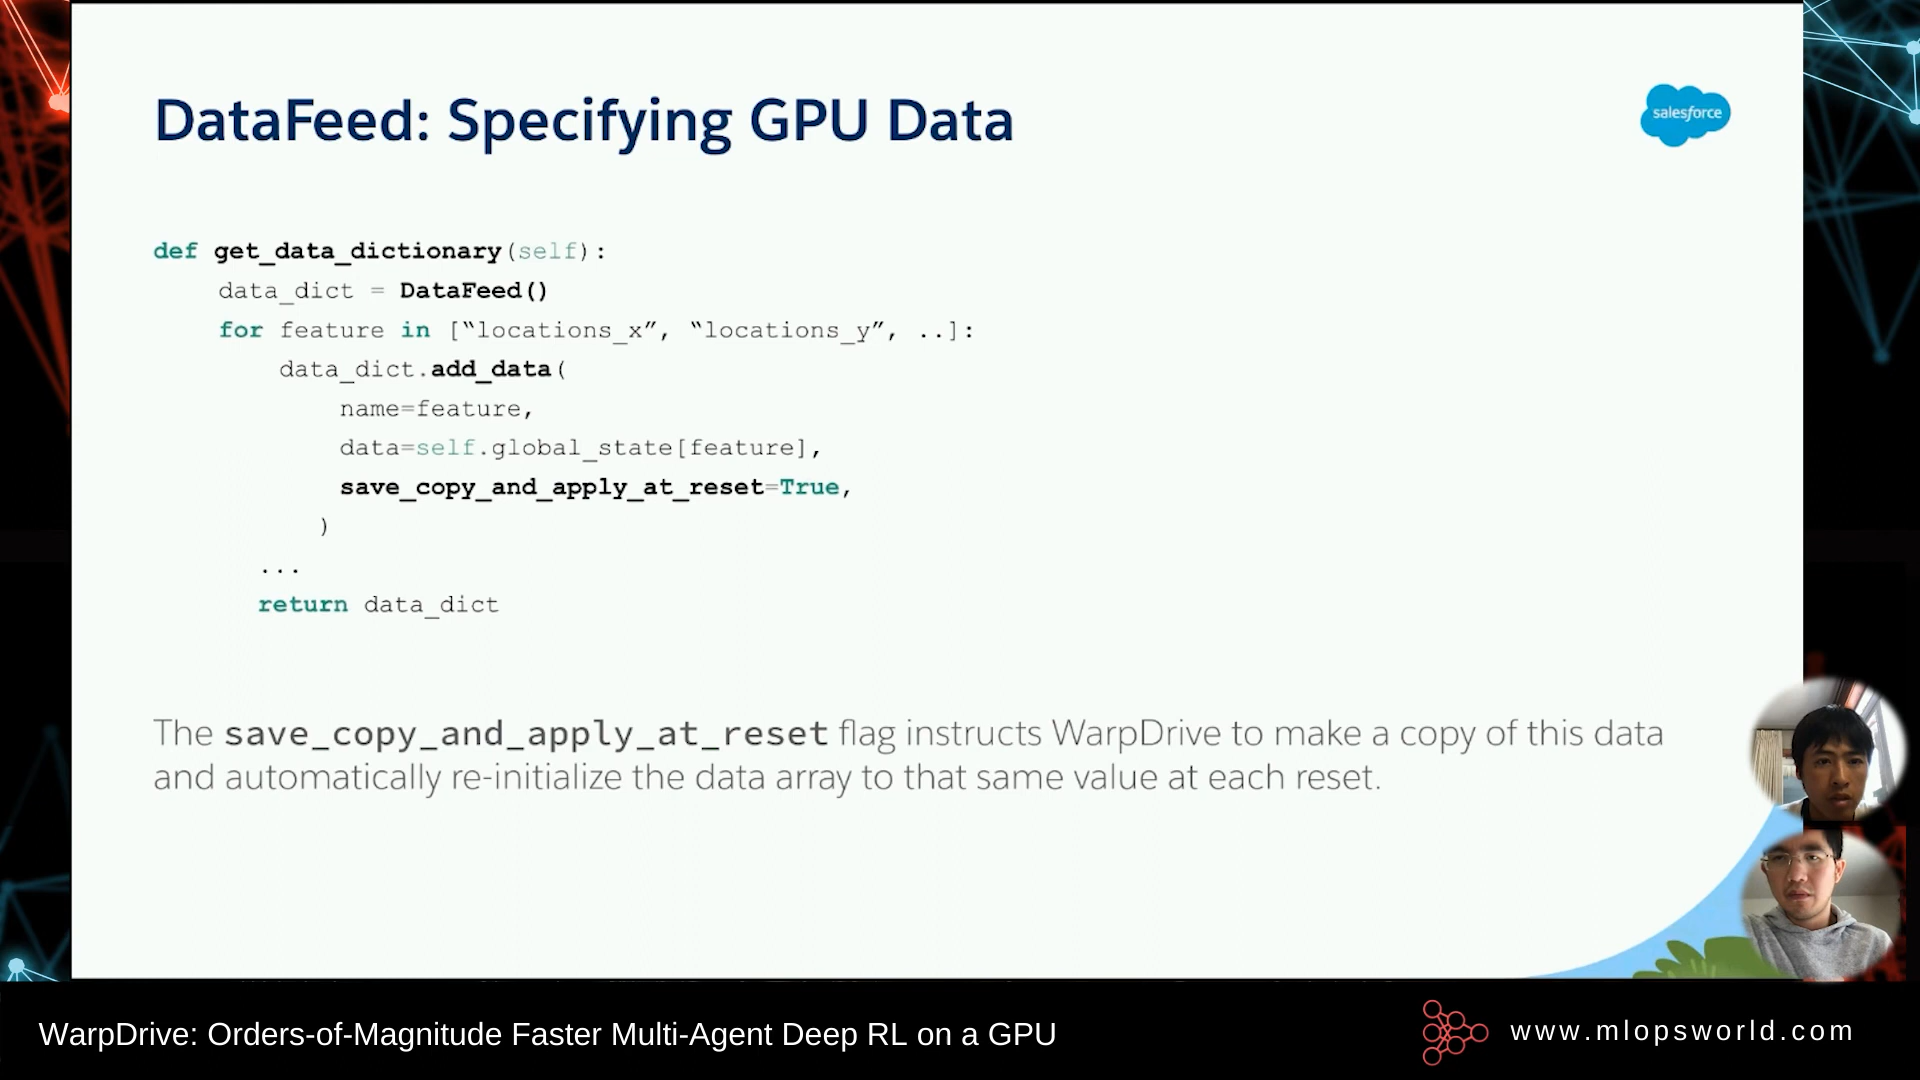 DataFeed: Specifying GPU Data
salesforce
def get_data_dictionary(self):
data_dict = DataFeed()
for feature in [“locations_x”, “locations_y”, ..]:
data_dict.add_data(
name=feature,
data=self.global_state[feature],
save_copy_and_apply_at_reset=True,
)
...
return data_dict
The save_copy_and_apply_at_reset flag instructs WarpDrive to make a copy of this data
and automatically re-initialize the data array to that same value at each reset.
WarpDrive: Orders-of-Magnitude Faster Multi-Agent Deep RL on a GPU
www.mlopsworld.com